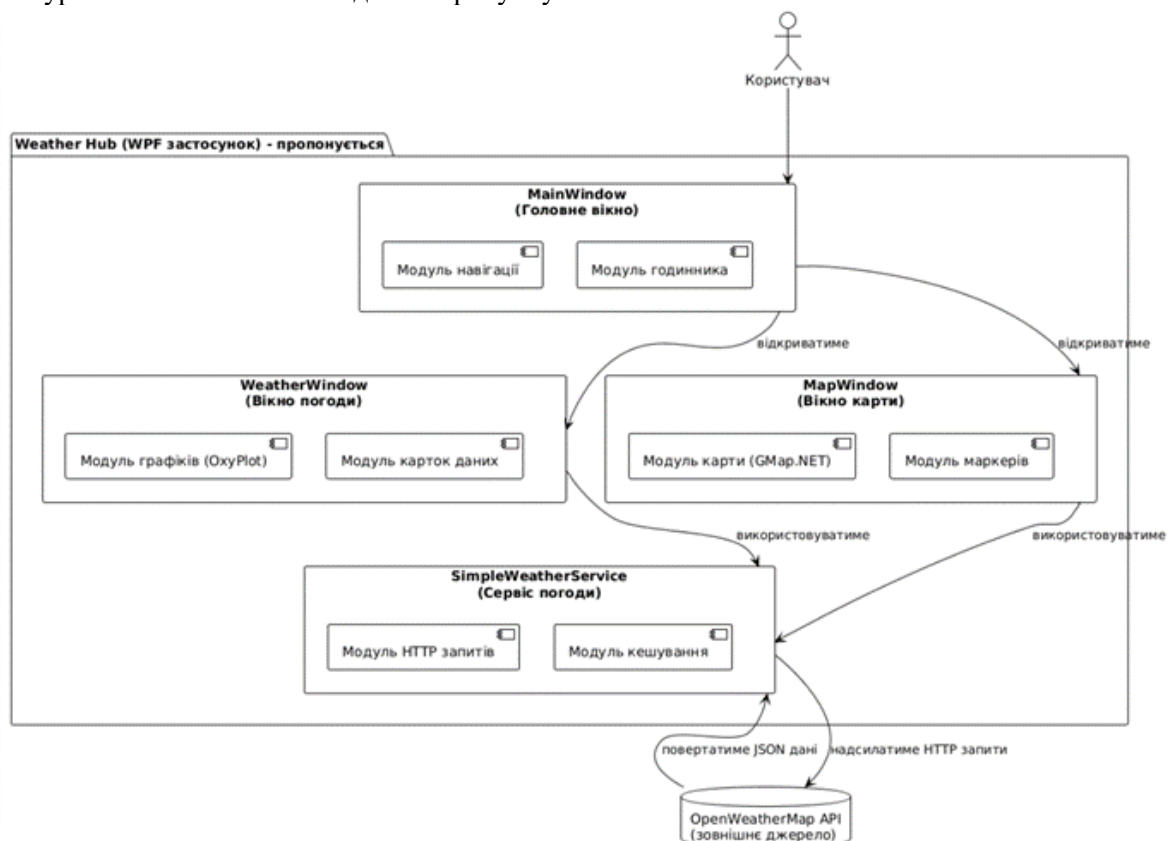 Користувач
Weather Hub (WPF застосунок) - пропонується
MainWindow
(Головне вікно)
Модуль навігації
Модуль годинника
відкриватиме
відкриватиме
WeatherWindow
(Вікно погоди)
Модуль графіків (OxyPlot)
Модуль карток даних
MapWindow
(Вікно карти)
Модуль карти (GMap.NET)
Модуль маркерів
використовуватиме
використовуватиме
SimpleWeatherService
(Сервіс погоди)
Модуль HTTP запитів
Модуль кешування
повертатиме JSON дані
надсилатиме HTTP запити
OpenWeatherMap API
(зовнішнє джерело)